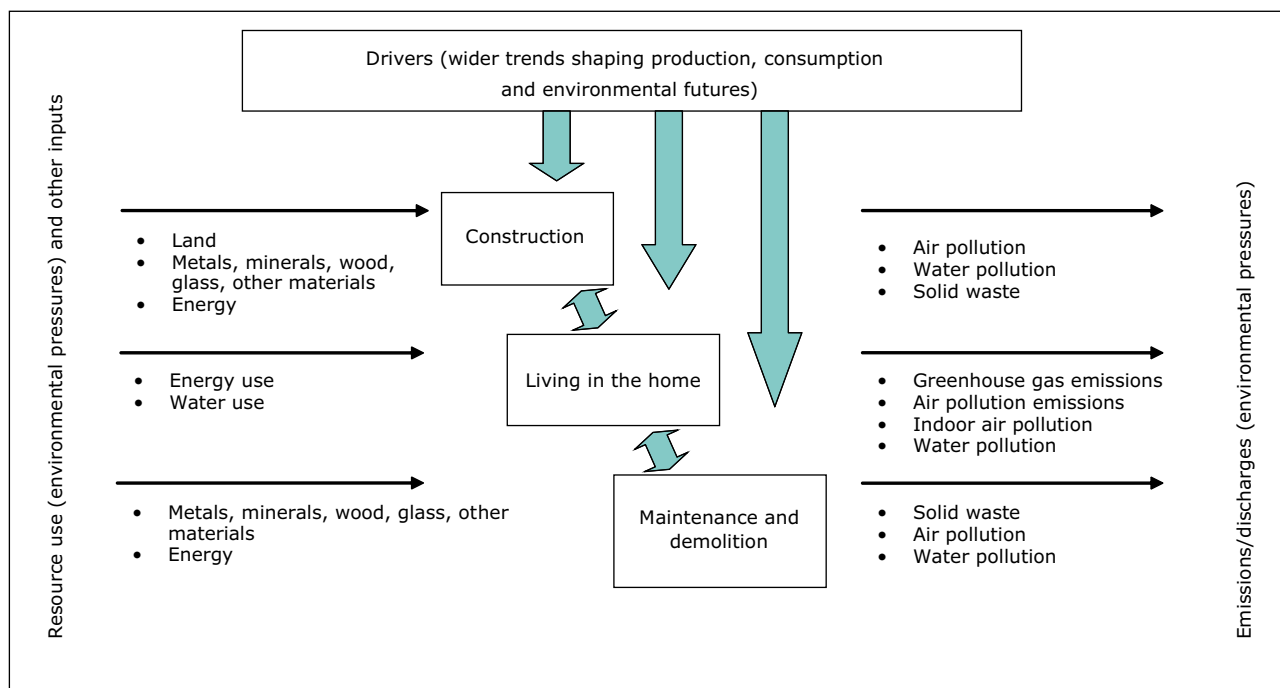 Drivers (wider trends shaping production, consumption
and environmental futures)
Resource use (environmental pressures) and other inputs
• Land
• Metals, minerals, wood,
glass, other materials
• Energy
Construction
• Air pollution
• Water pollution
• Solid waste
• Energy use
• Water use
Living in the home
• Greenhouse gas emissions
• Air pollution emissions
• Indoor air pollution
• Water pollution
• Metals, minerals, wood, glass, other
materials
• Energy
Maintenance and
demolition
• Solid waste
• Air pollution
• Water pollution
Emissions/discharges (environmental pressures)